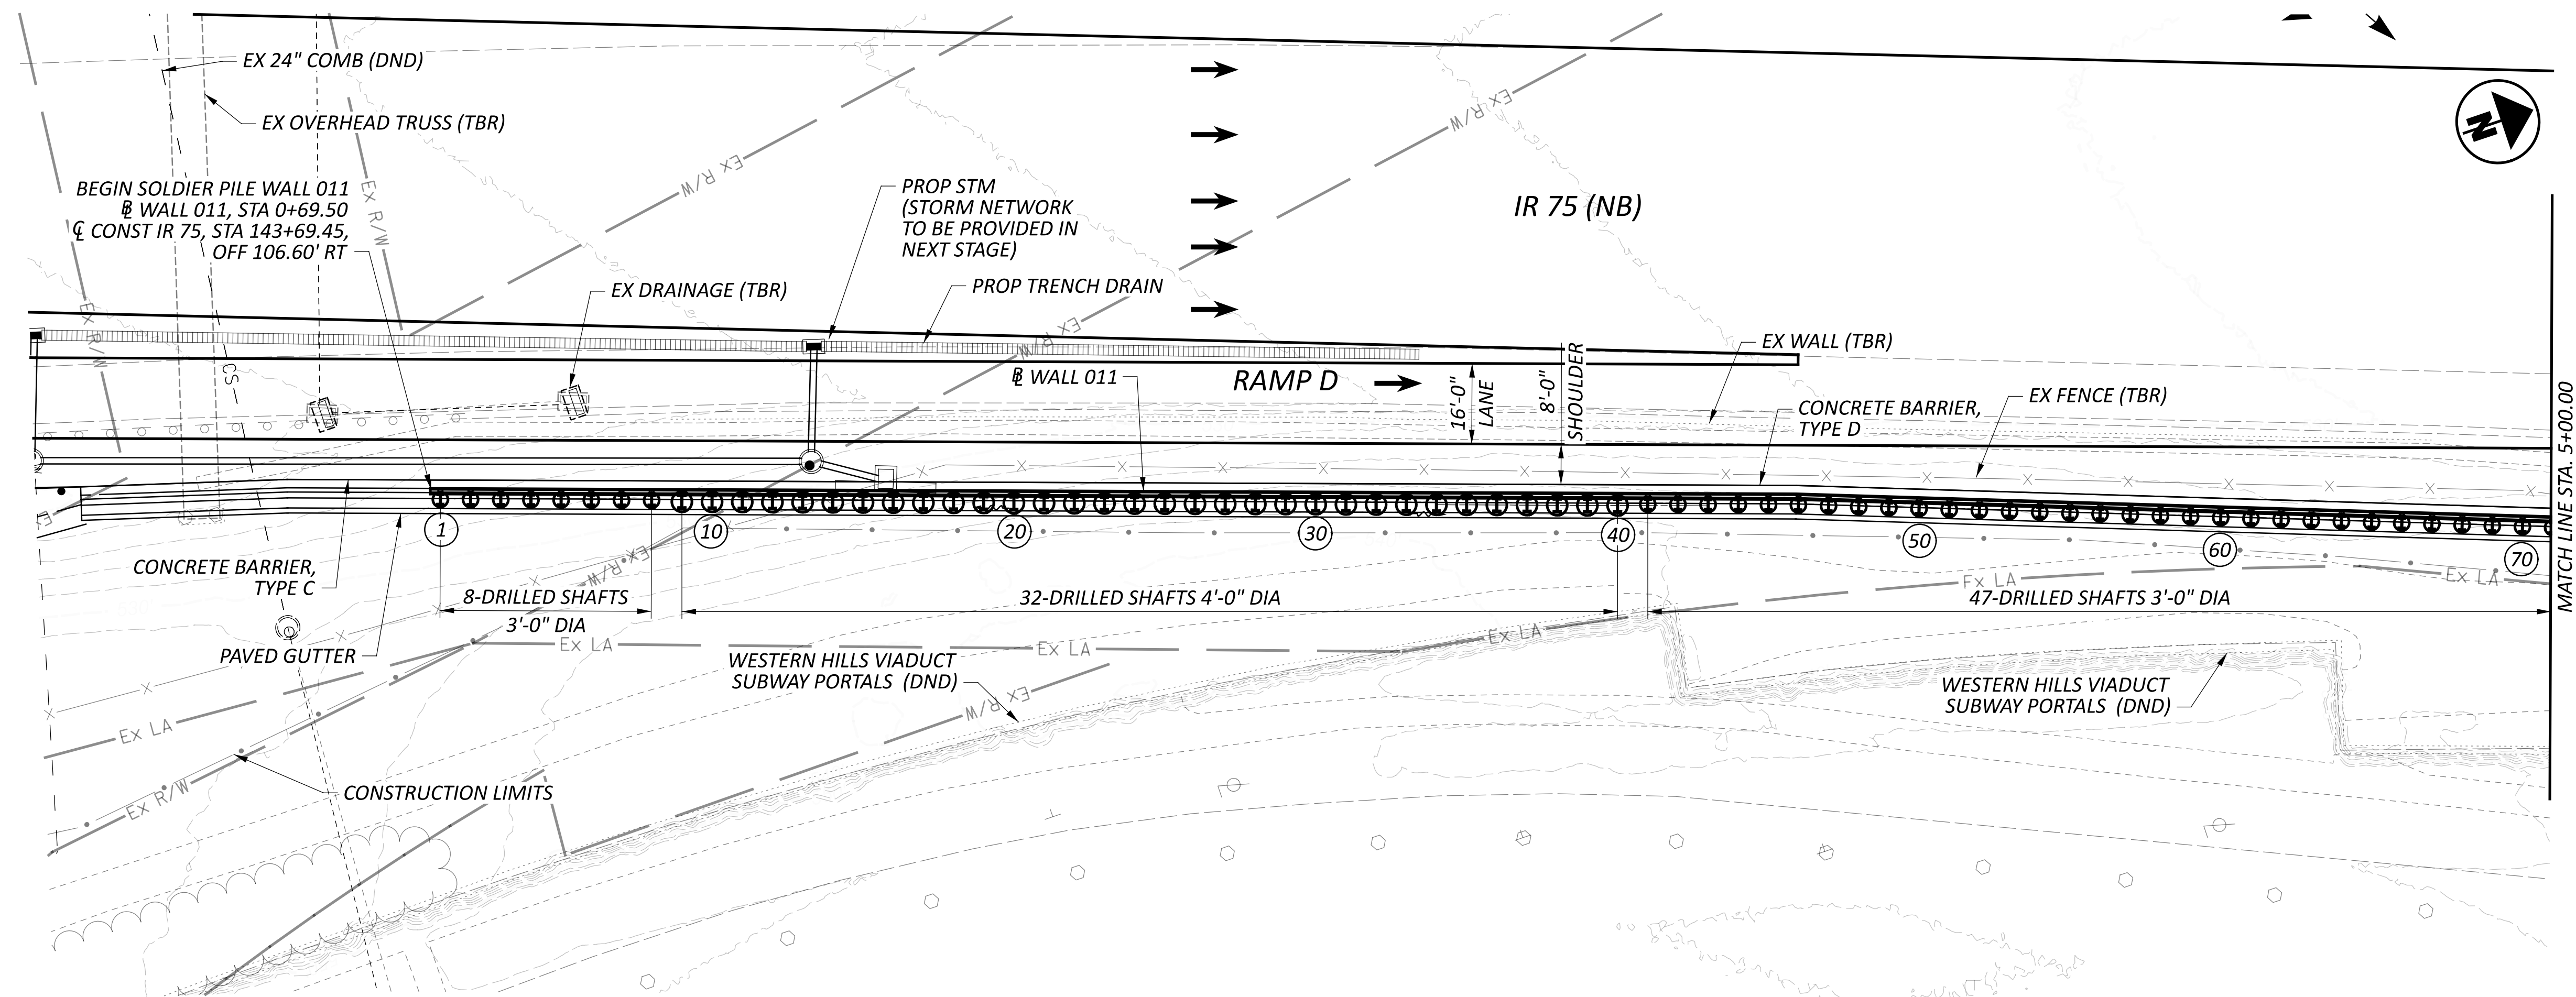 EX 24" COMB (DND)
EX OVERHEAD TRUSS (TBR)
BEGIN SOLDIER PILE WALL 011
BL WALL 011, STA 0+69.50
CL CONST IR 75, STA 143+69.45,
OFF 106.60' RT
Ex R/W
Ex R/W
Ex R/W
Ex R/W
Ex R/W
PROP STM
(STORM NETWORK
TO BE PROVIDED IN
NEXT STAGE)
PROP TRENCH DRAIN
EX DRAINAGE (TBR)
IR 75 (NB)
N
BL WALL 011
RAMP D
16'-0"
LANE
8'-0"
SHOULDER
EX WALL (TBR)
CONCRETE BARRIER,
TYPE D
EX FENCE (TBR)
MATCH LINE STA. 5+00.00
CS
1
10
20
30
40
50
60
70
CONCRETE BARRIER,
TYPE C
8-DRILLED SHAFTS
3'-0" DIA
32-DRILLED SHAFTS 4'-0" DIA
47-DRILLED SHAFTS 3'-0" DIA
Ex R/W
Ex LA
Ex LA
Ex LA
Ex LA
Ex LA
PAVED GUTTER
WESTERN HILLS VIADUCT
SUBWAY PORTALS (DND)
WESTERN HILLS VIADUCT
SUBWAY PORTALS (DND)
Ex R/W
Ex LA
Ex R/W
CONSTRUCTION LIMITS